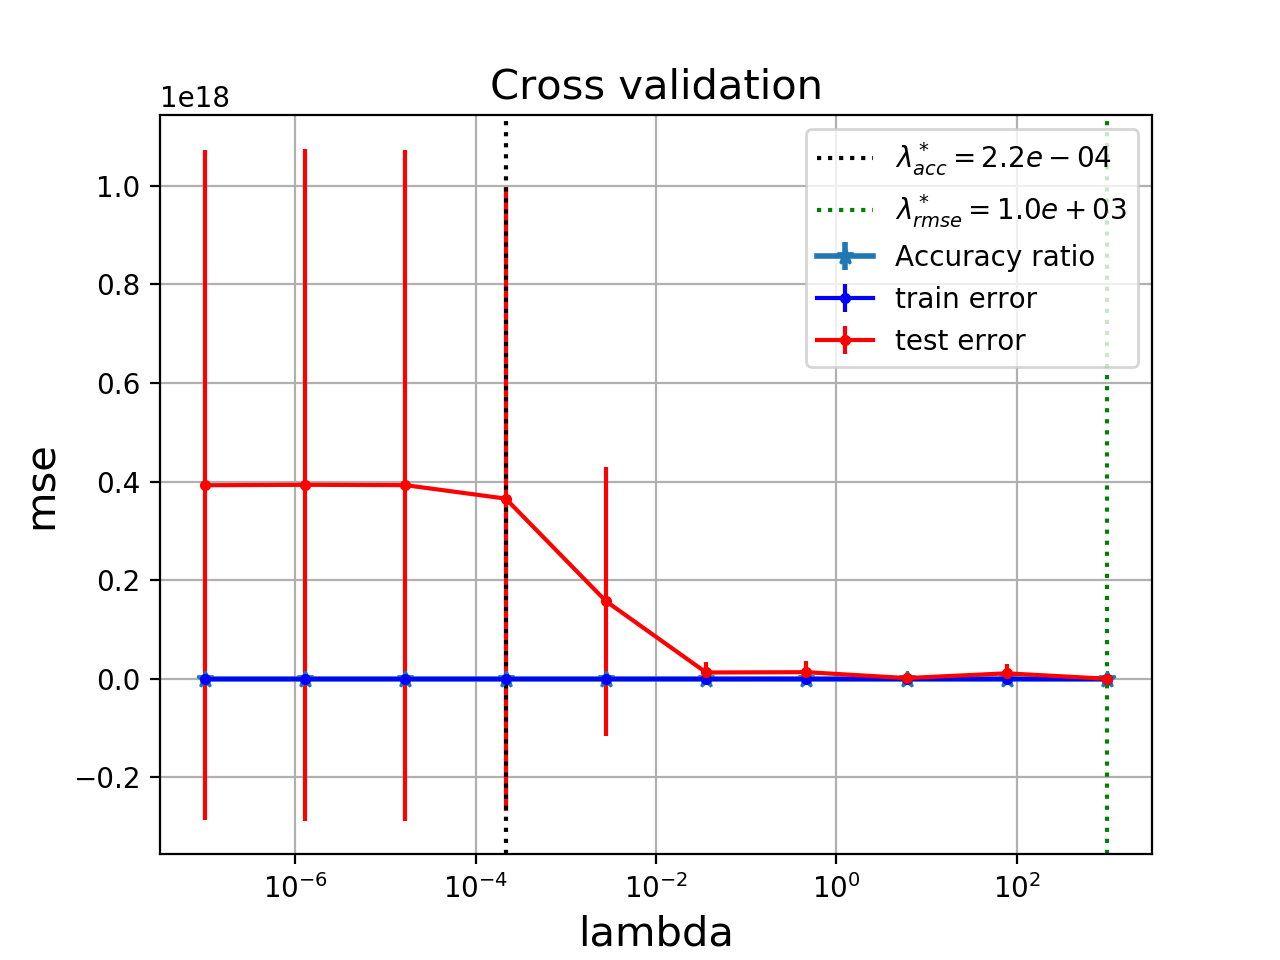 Cross validation
1e18
1.0
0.8
0.6
0.4
0.2
0.0
−0.2
mse
10⁻⁶
10⁻⁴
10⁻²
10⁰
10²
lambda
λ*acc = 2.2e − 04
λ*rmse = 1.0e + 03
Accuracy ratio
train error
test error